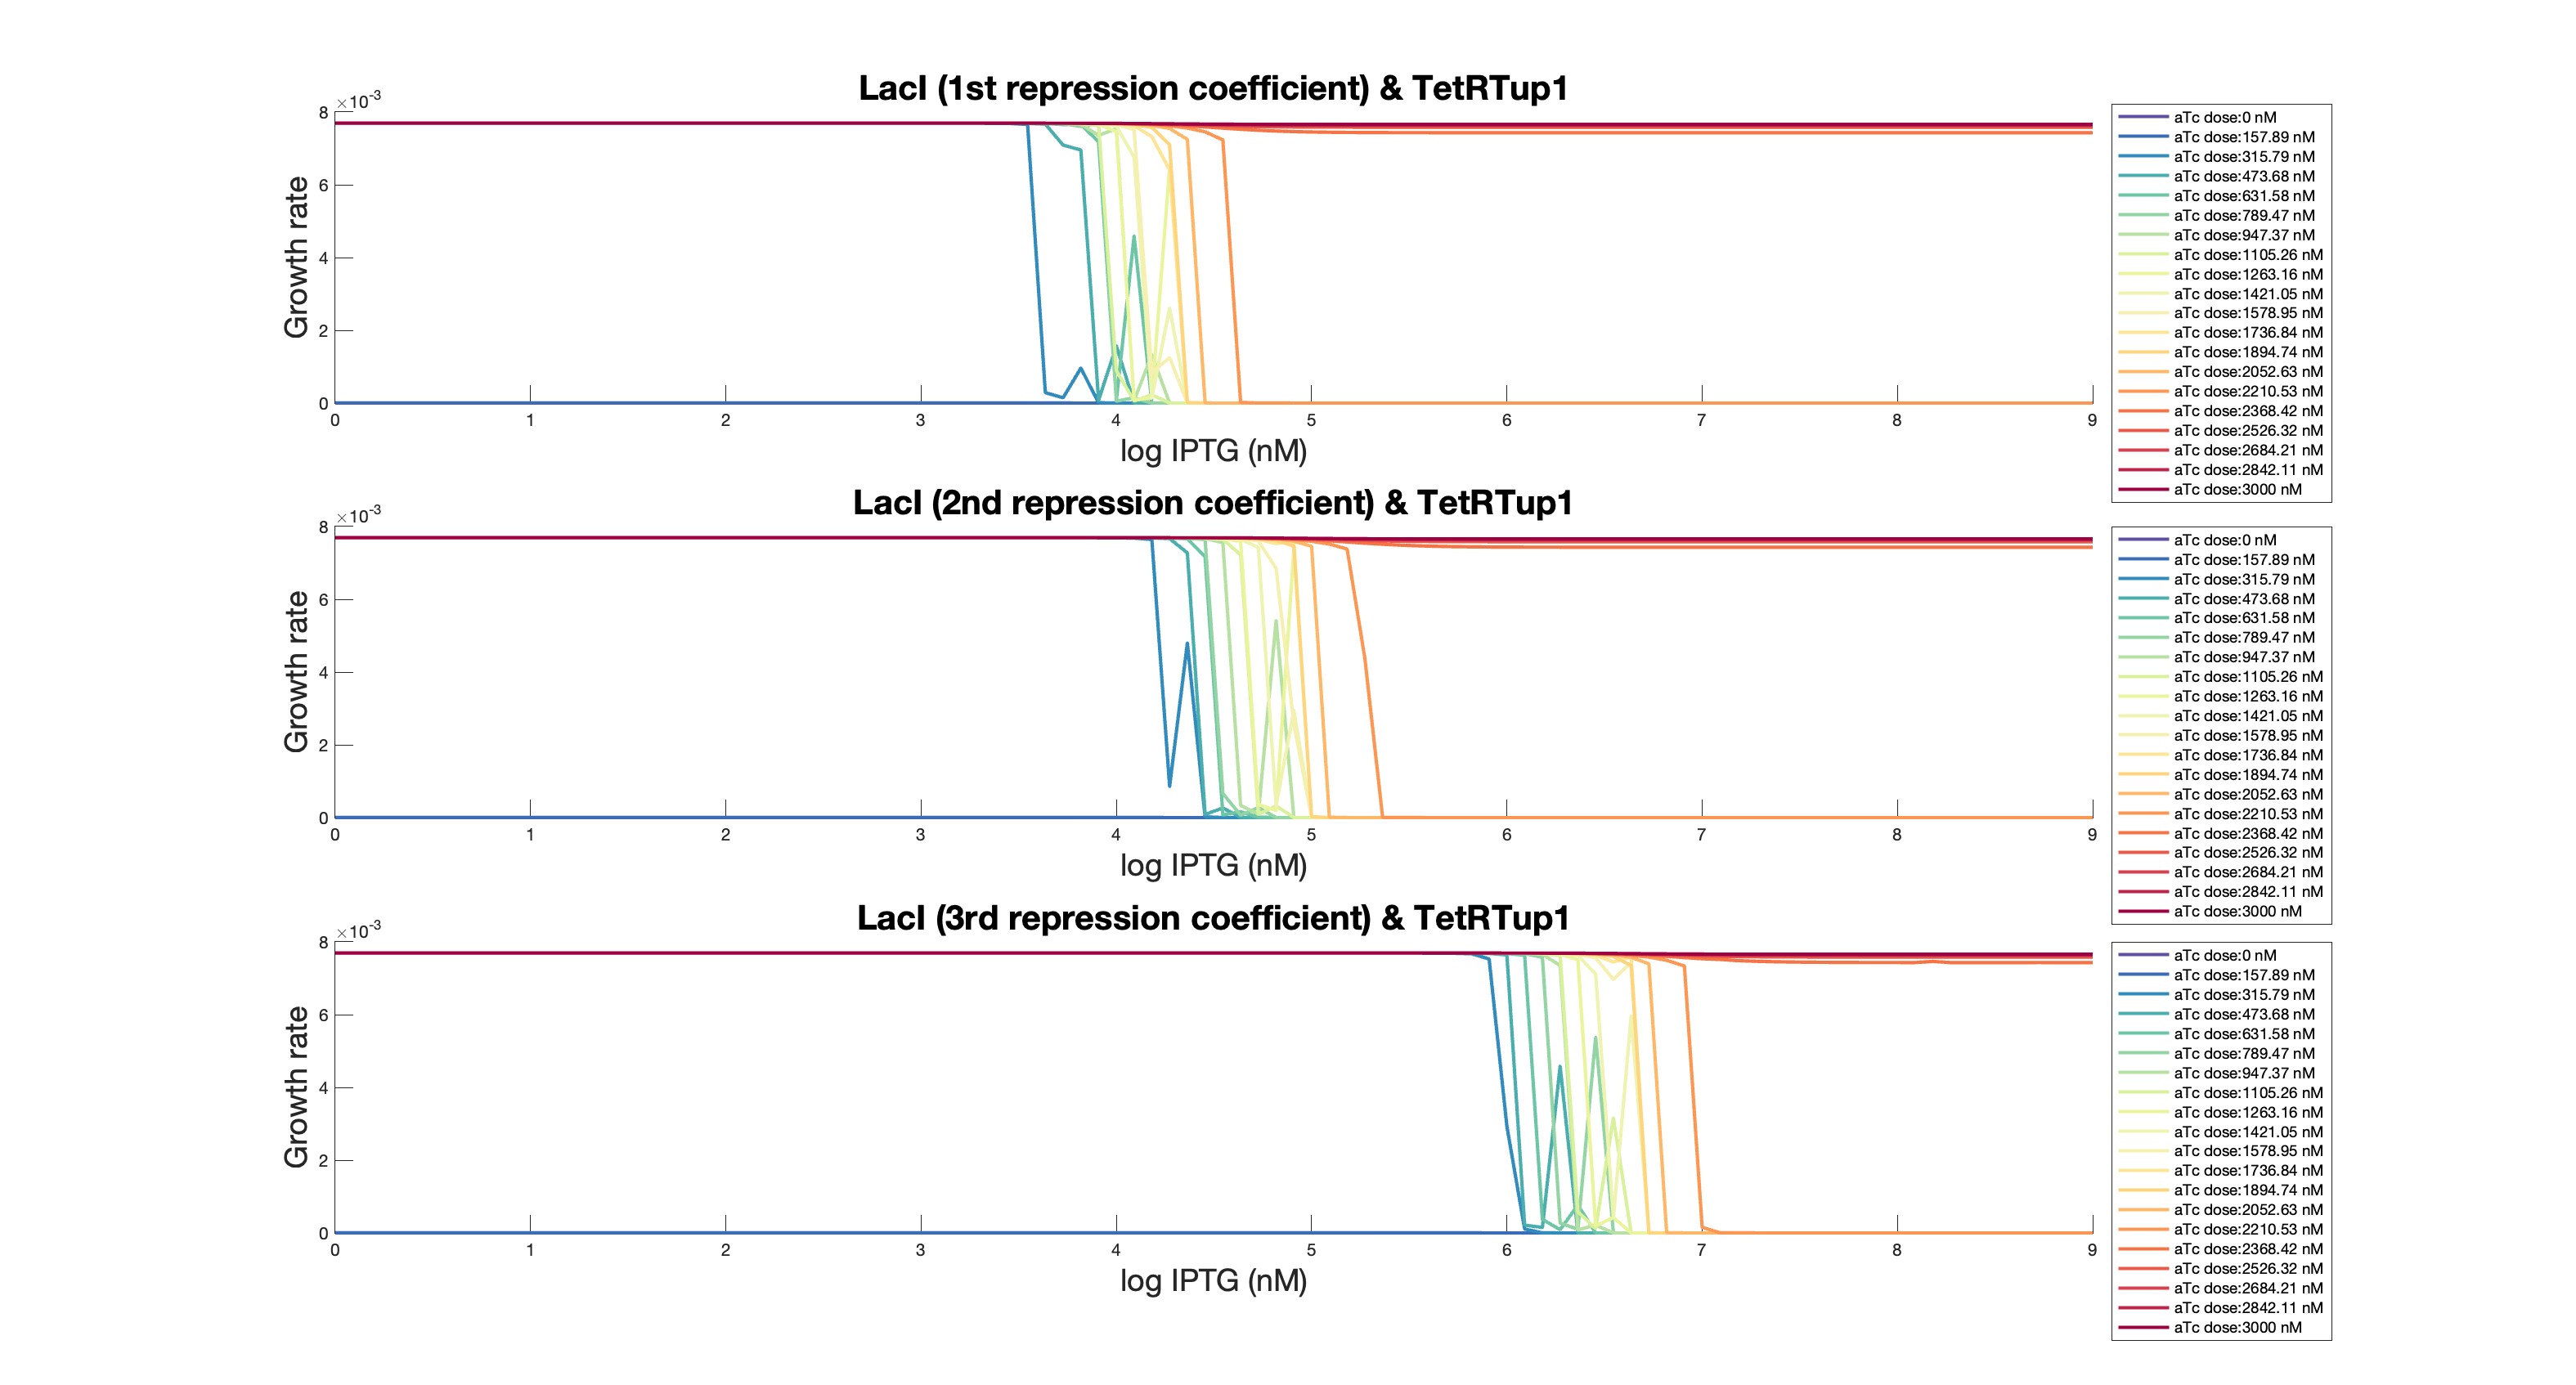 LacI (1st repression coefficient) & TetRTup1
×10-3
8
6
4
2
0
Growth rate
0 1 2 3 4 5 6 7 8 9
log IPTG (nM)
aTc dose:0 nM
aTc dose:157.89 nM
aTc dose:315.79 nM
aTc dose:473.68 nM
aTc dose:631.58 nM
aTc dose:789.47 nM
aTc dose:947.37 nM
aTc dose:1105.26 nM
aTc dose:1263.16 nM
aTc dose:1421.05 nM
aTc dose:1578.95 nM
aTc dose:1736.84 nM
aTc dose:1894.74 nM
aTc dose:2052.63 nM
aTc dose:2210.53 nM
aTc dose:2368.42 nM
aTc dose:2526.32 nM
aTc dose:2684.21 nM
aTc dose:2842.11 nM
aTc dose:3000 nM
LacI (2nd repression coefficient) & TetRTup1
×10-3
8
6
4
2
0
Growth rate
0 1 2 3 4 5 6 7 8 9
log IPTG (nM)
aTc dose:0 nM
aTc dose:157.89 nM
aTc dose:315.79 nM
aTc dose:473.68 nM
aTc dose:631.58 nM
aTc dose:789.47 nM
aTc dose:947.37 nM
aTc dose:1105.26 nM
aTc dose:1263.16 nM
aTc dose:1421.05 nM
aTc dose:1578.95 nM
aTc dose:1736.84 nM
aTc dose:1894.74 nM
aTc dose:2052.63 nM
aTc dose:2210.53 nM
aTc dose:2368.42 nM
aTc dose:2526.32 nM
aTc dose:2684.21 nM
aTc dose:2842.11 nM
aTc dose:3000 nM
LacI (3rd repression coefficient) & TetRTup1
×10-3
8
6
4
2
0
Growth rate
0 1 2 3 4 5 6 7 8 9
log IPTG (nM)
aTc dose:0 nM
aTc dose:157.89 nM
aTc dose:315.79 nM
aTc dose:473.68 nM
aTc dose:631.58 nM
aTc dose:789.47 nM
aTc dose:947.37 nM
aTc dose:1105.26 nM
aTc dose:1263.16 nM
aTc dose:1421.05 nM
aTc dose:1578.95 nM
aTc dose:1736.84 nM
aTc dose:1894.74 nM
aTc dose:2052.63 nM
aTc dose:2210.53 nM
aTc dose:2368.42 nM
aTc dose:2526.32 nM
aTc dose:2684.21 nM
aTc dose:2842.11 nM
aTc dose:3000 nM